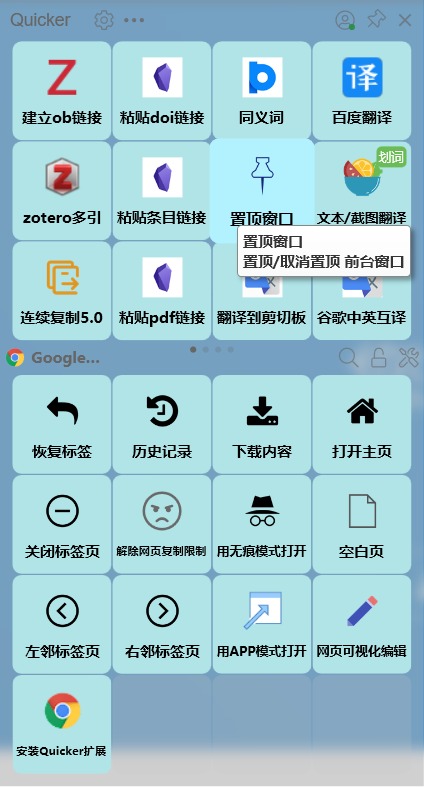 Quicker
建立ob链接 粘贴doi链接 同义词 百度翻译
划词
zotero多引 粘贴条目链接 置顶窗口 文本/截图翻译
置顶窗口
置顶/取消置顶 前台窗口
连续复制5.0 粘贴pdf链接 翻译到剪切板 谷歌中英互译
Google...
恢复标签 历史记录 下载内容 打开主页
关闭标签页 解除网页复制限制 用无痕模式打开 空白页
左邻标签页 右邻标签页 用APP模式打开 网页可视化编辑
安装Quicker扩展